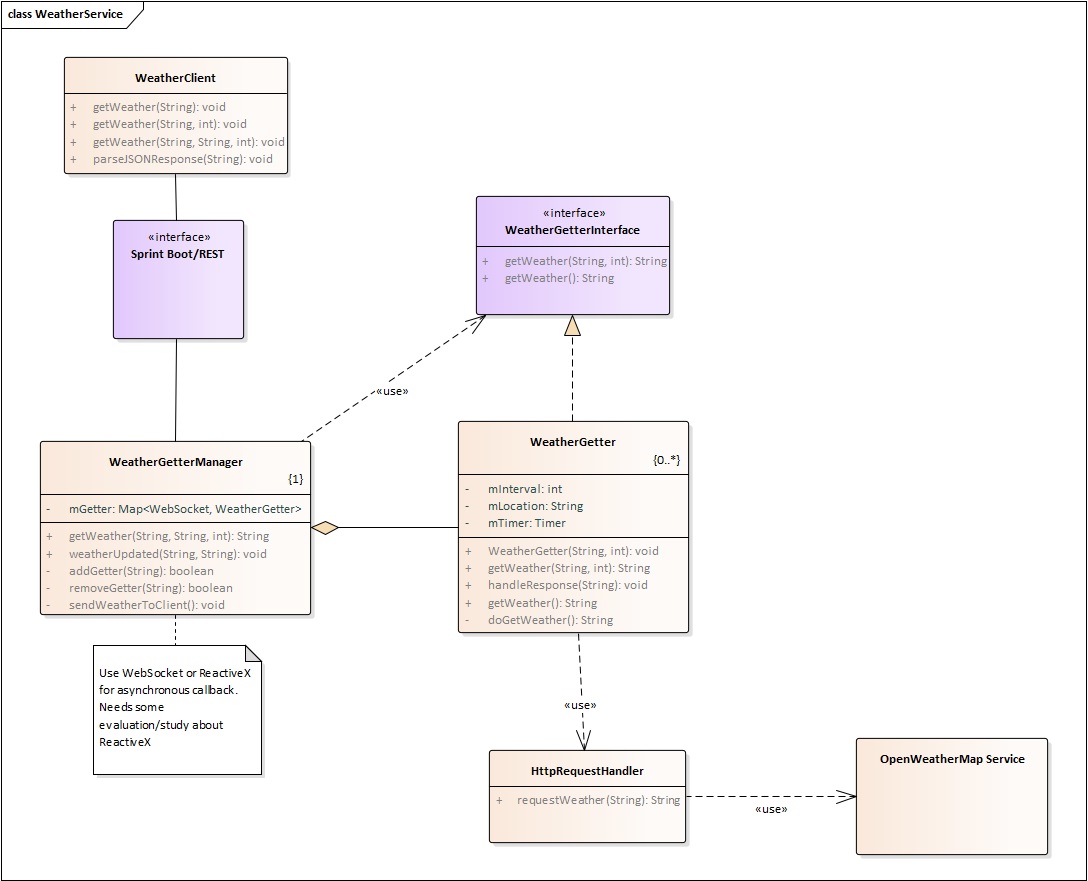 class WeatherService
WeatherClient
+ getWeather(String): void
+ getWeather(String, int): void
+ getWeather(String, String, int): void
+ parseJSONResponse(String): void
«interface»
Sprint Boot/REST
«interface»
WeatherGetterInterface
+ getWeather(String, int): String
+ getWeather(): String
«use»
WeatherGetterManager
{1}
- mGetter: Map<WebSocket, WeatherGetter>
+ getWeather(String, String, int): String
+ weatherUpdated(String, String): void
- addGetter(String): boolean
- removeGetter(String): boolean
- sendWeatherToClient(): void
WeatherGetter
{0..*}
- mInterval: int
- mLocation: String
- mTimer: Timer
+ WeatherGetter(String, int): void
+ getWeather(String, int): String
+ handleResponse(String): void
+ getWeather(): String
- doGetWeather(): String
Use WebSocket or ReactiveX
for asynchronous callback.
Needs some
evaluation/study about
ReactiveX
«use»
HttpRequestHandler
+ requestWeather(String): String
«use»
OpenWeatherMap Service